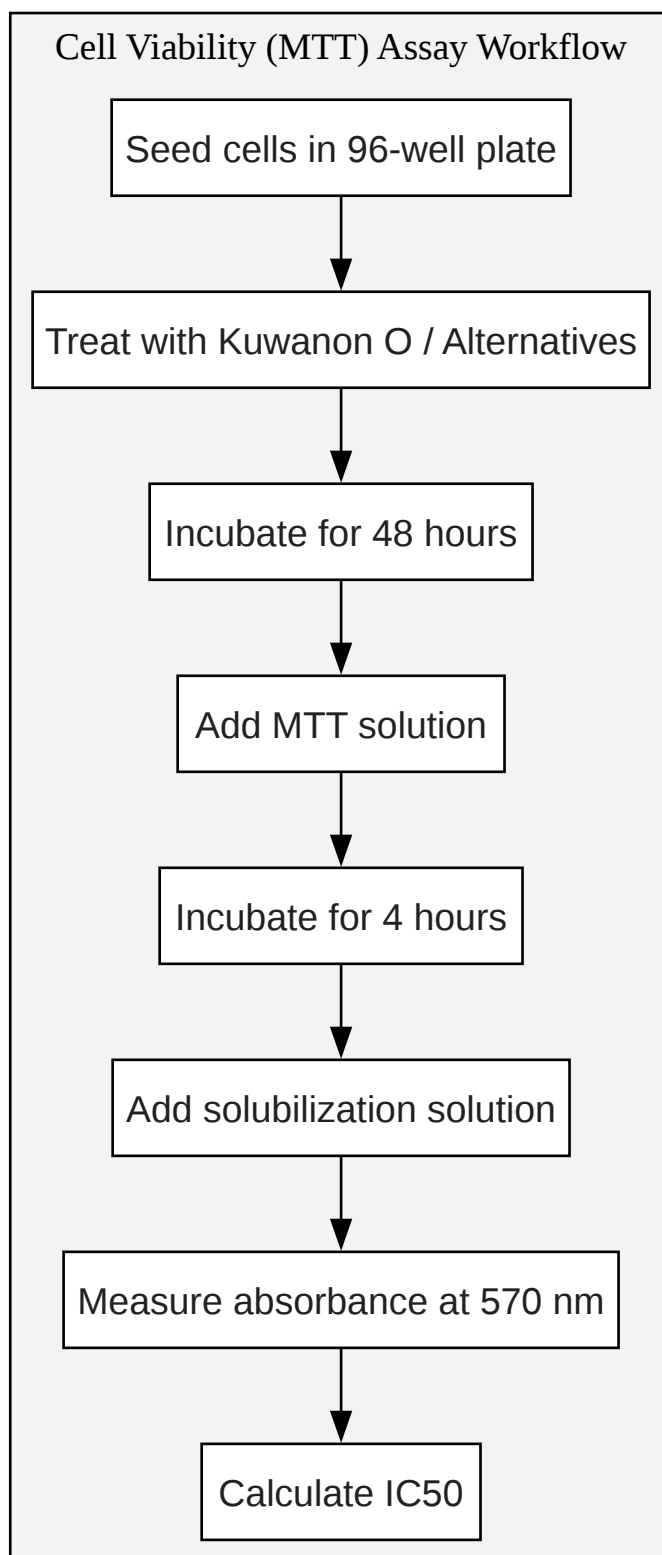 Cell Viability (MTT) Assay Workflow
Seed cells in 96-well plate
Treat with Kuwanon O / Alternatives
Incubate for 48 hours
Add MTT solution
Incubate for 4 hours
Add solubilization solution
Measure absorbance at 570 nm
Calculate IC50